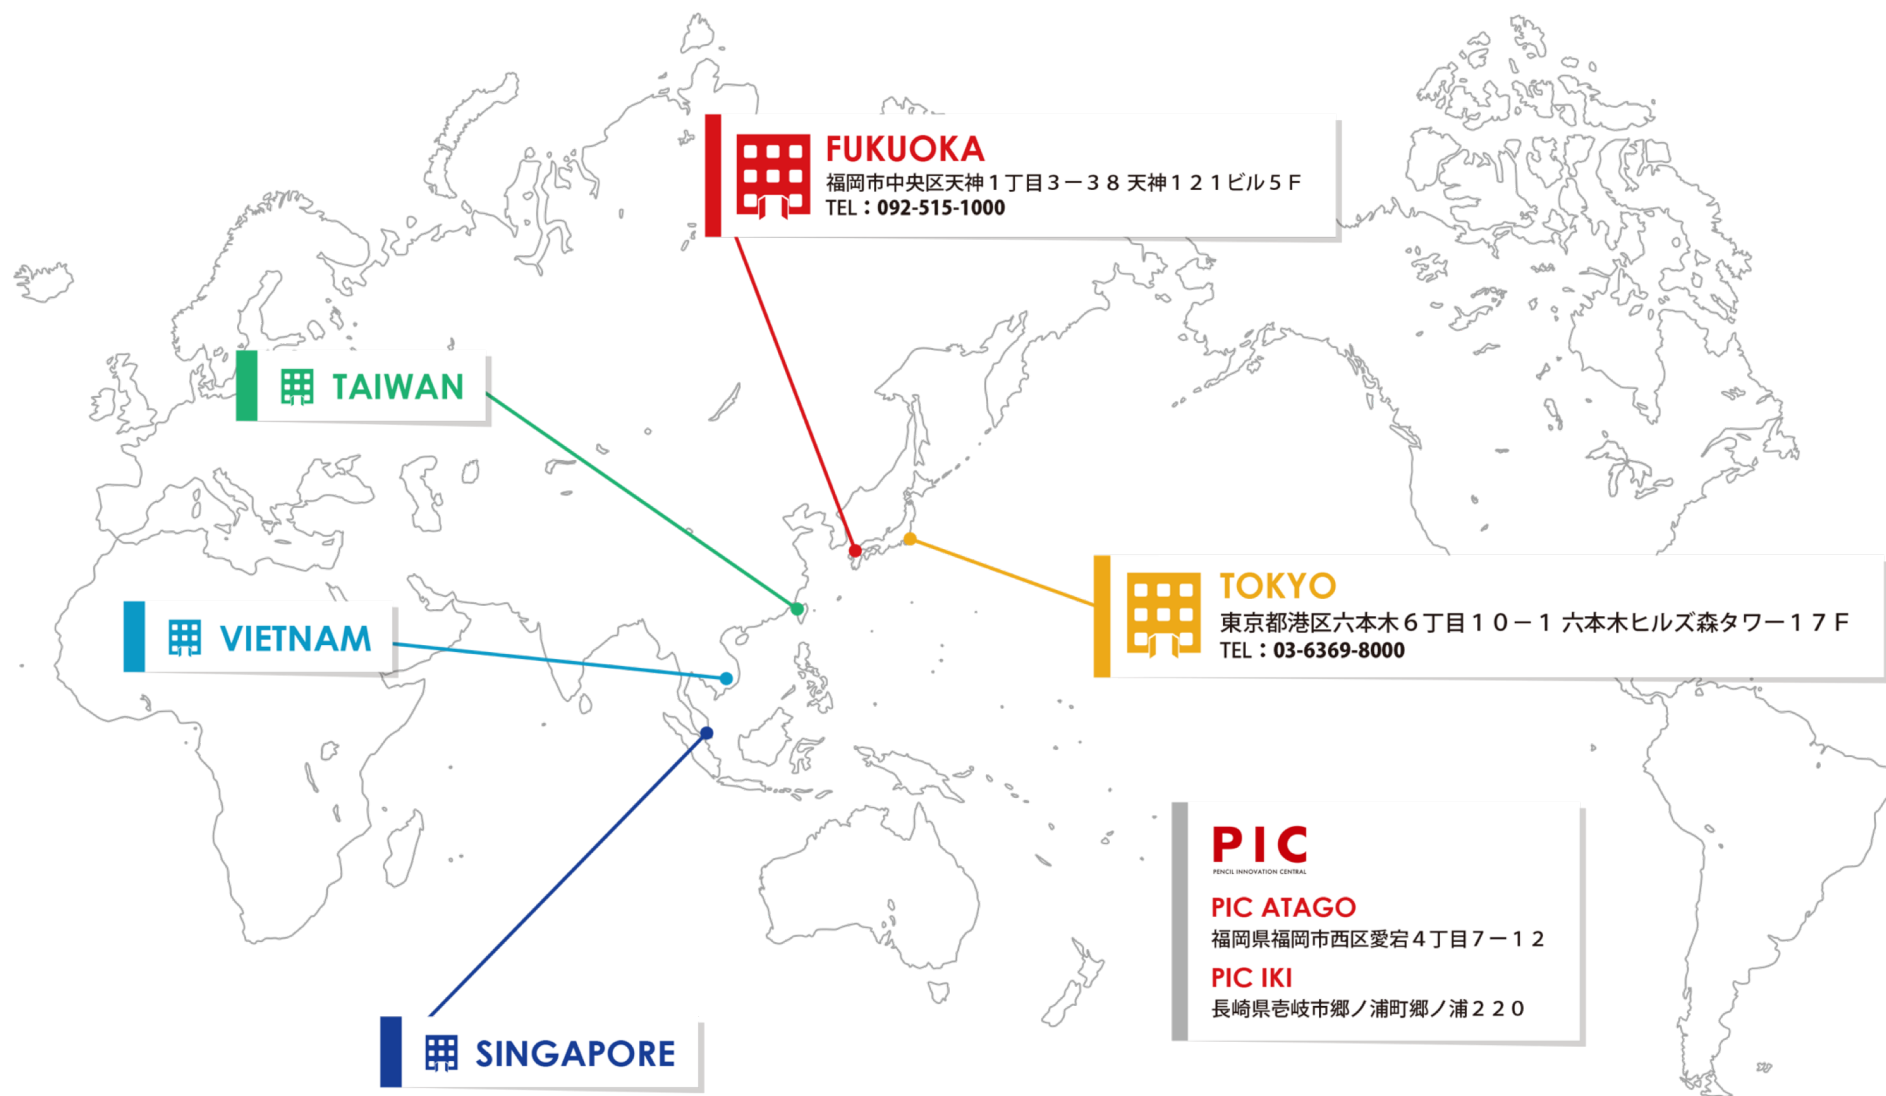 FUKUOKA
福岡市中央区天神１丁目３－３８ 天神１２１ビル５Ｆ
TEL：092-515-1000
TAIWAN
TOKYO
東京都港区六本木６丁目１０－１ 六本木ヒルズ森タワー１７Ｆ
TEL：03-6369-8000
VIETNAM
PIC
PENCIL INNOVATION CENTRAL
PIC ATAGO
福岡県福岡市西区愛宕４丁目７－１２
PIC IKI
長崎県壱岐市郷ノ浦町郷ノ浦２２０
SINGAPORE